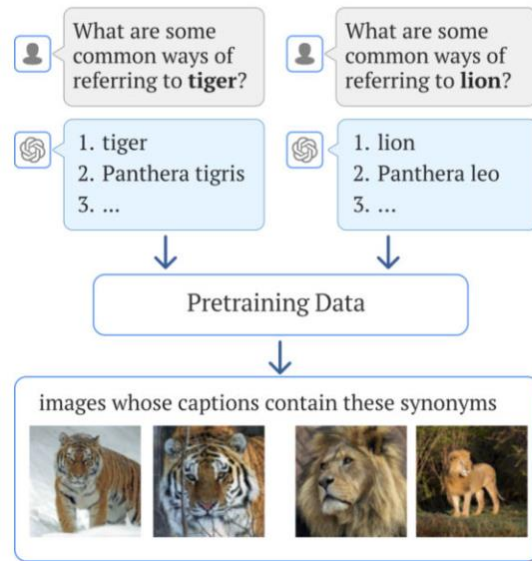 What are some
common ways of
referring to tiger?
What are some
common ways of
referring to lion?
1. tiger
2. Panthera tigris
3. ...
1. lion
2. Panthera leo
3. ...
Pretraining Data
images whose captions contain these synonyms